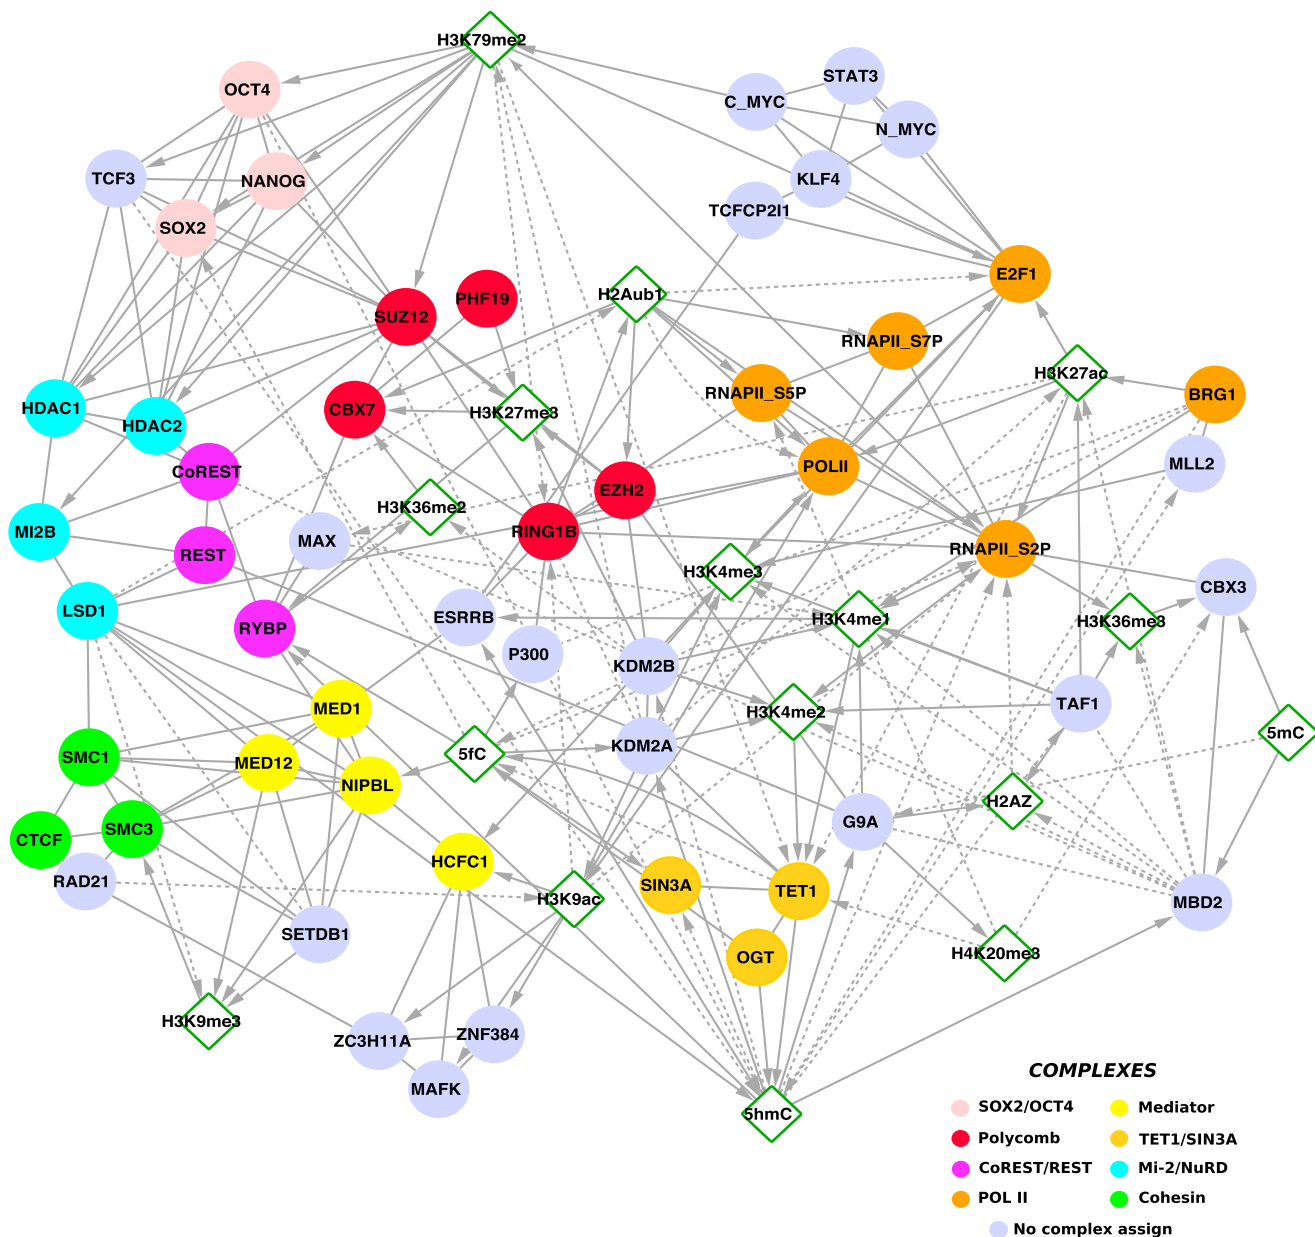 H3K79me2
STAT3
OCT4
C_MYC
N_MYC
TCF3
NANOG
KLF4
TCFCP2I1
SOX2
E2F1
H2Aub1
PHF19
SUZ12
RNAPII_S7P
H3K27ac
RNAPII_S5P
BRG1
HDAC1
CBX7
H3K27me3
HDAC2
POLII
MLL2
CoREST
EZH2
H3K36me2
MI2B
RING1B
MAX
RNAPII_S2P
REST
H3K4me3
CBX3
LSD1
ESRRB
H3K4me1
H3K36me3
RYBP
P300
KDM2B
TAF1
MED1
H3K4me2
5mC
KDM2A
5fC
SMC1
MED12
NIPBL
H2AZ
G9A
SMC3
CTCF
HCFC1
RAD21
SIN3A
TET1
H3K9ac
MBD2
SETDB1
OGT
H4K20me3
H3K9me3
ZNF384
ZC3H11A
MAFK
5hmC
COMPLEXES
SOX2/OCT4
Mediator
Polycomb
TET1/SIN3A
CoREST/REST
Mi-2/NuRD
POL II
Cohesin
No complex assign